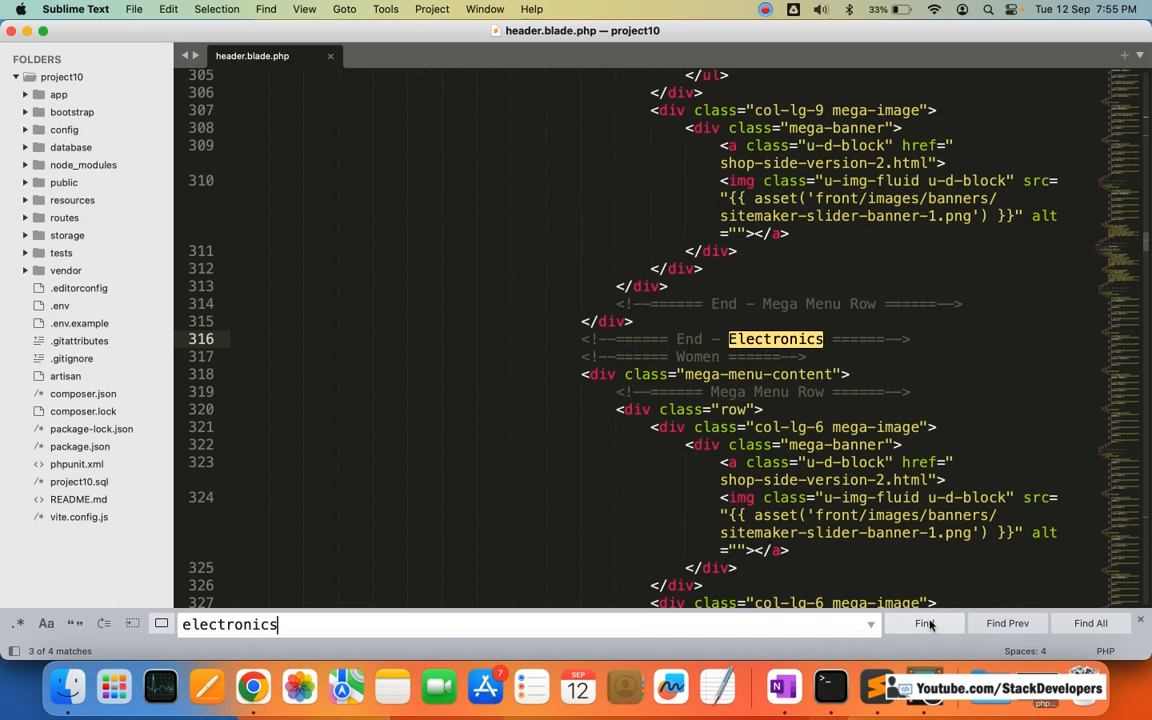 Sublime Text File Edit Selection Find View Goto Tools Project Window Help 33% Tue 12 Sep 7:55 PM
header.blade.php — project10
FOLDERS
project10
app
bootstrap
config
database
node_modules
public
resources
routes
storage
tests
vendor
.editorconfig
.env
.env.example
.gitattributes
.gitignore
artisan
composer.json
composer.lock
package-lock.json
package.json
phpunit.xml
project10.sql
README.md
vite.config.js
header.blade.php
305 </ul>
306 </div>
307 <div class="col-lg-9 mega-image">
308 <div class="mega-banner">
309 <a class="u-d-block" href="
shop-side-version-2.html">
310 <img class="u-img-fluid u-d-block" src=
"{{ asset('front/images/banners/
sitemaker-slider-banner-1.png') }}" alt
=""></a>
311 </div>
312 </div>
313 </div>
314 <!--====== End - Mega Menu Row ======-->
315 </div>
316 <!--====== End - Electronics ======-->
317 <!--====== Women ======-->
318 <div class="mega-menu-content">
319 <!--====== Mega Menu Row ======-->
320 <div class="row">
321 <div class="col-lg-6 mega-image">
322 <div class="mega-banner">
323 <a class="u-d-block" href="
shop-side-version-2.html">
324 <img class="u-img-fluid u-d-block" src=
"{{ asset('front/images/banners/
sitemaker-slider-banner-1.png') }}" alt
=""></a>
325 </div>
326 </div>
327 <div class="col-lg-6 mega-image">
.* Aa electronics Find Find Prev Find All
3 of 4 matches Spaces: 4 PHP
SEP
12
7
Youtube.com/StackDevelopers